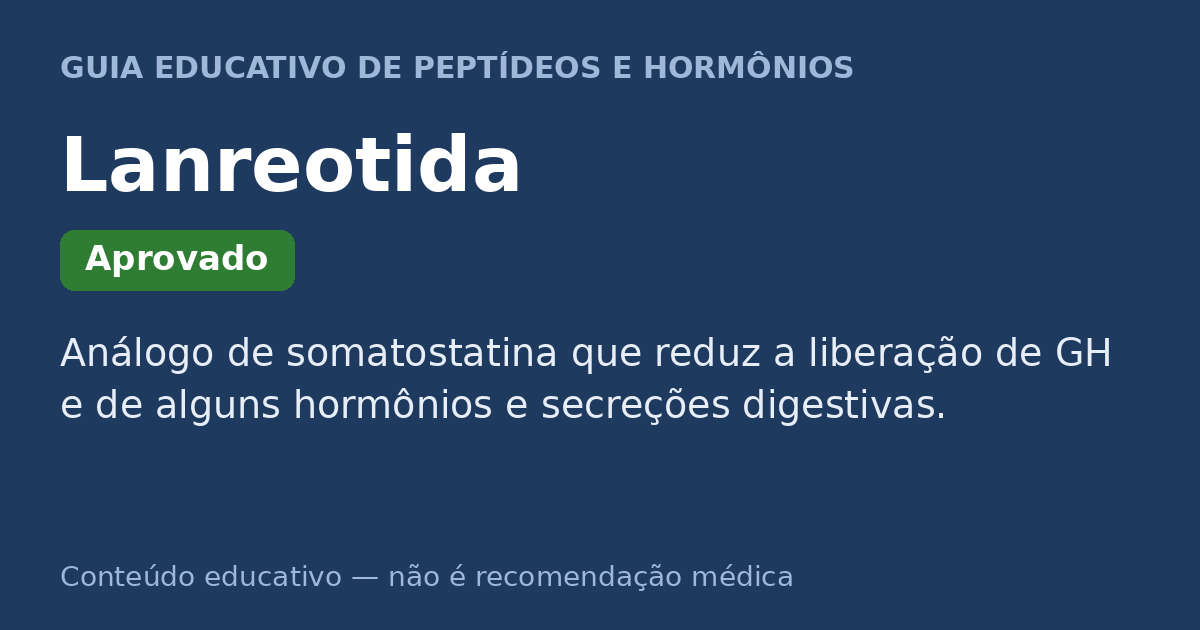 GUIA EDUCATIVO DE PEPTÍDEOS E HORMÔNIOS
Lanreotida
Aprovado
Análogo de somatostatina que reduz a liberação de GH
e de alguns hormônios e secreções digestivas.
Conteúdo educativo — não é recomendação médica